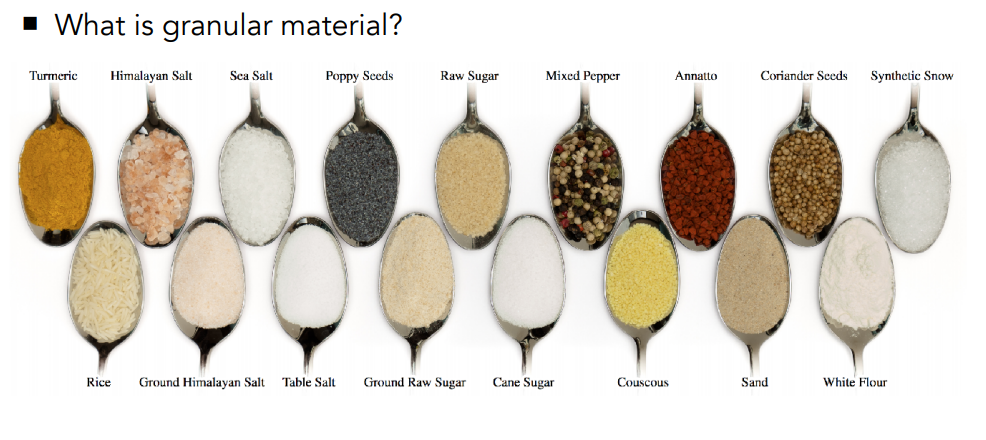 ■ What is granular material?
Turmeric Himalayan Salt Sea Salt Poppy Seeds Raw Sugar Mixed Pepper Annatto Coriander Seeds Synthetic Snow
Rice Ground Himalayan Salt Table Salt Ground Raw Sugar Cane Sugar Couscous Sand White Flour